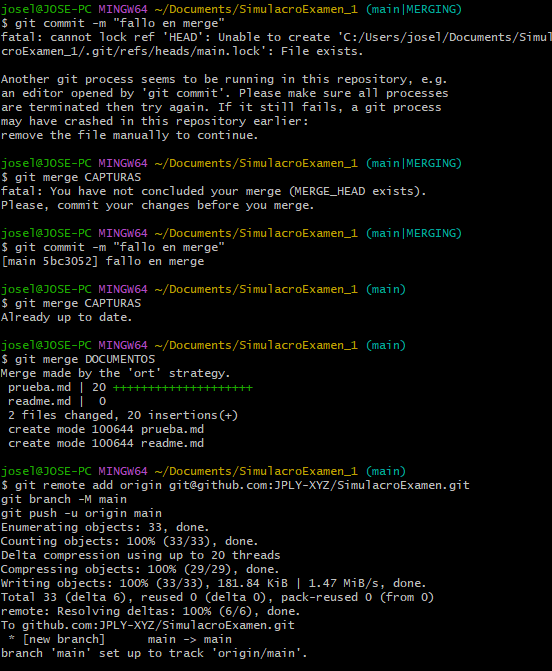 josel@JOSE-PC MINGW64 ~/Documents/SimulacroExamen_1 (main|MERGING)
$ git commit -m "fallo en merge"
fatal: cannot lock ref 'HEAD': Unable to create 'C:/Users/josel/Documents/Simul
croExamen_1/.git/refs/heads/main.lock': File exists.

Another git process seems to be running in this repository, e.g.
an editor opened by 'git commit'. Please make sure all processes
are terminated then try again. If it still fails, a git process
may have crashed in this repository earlier:
remove the file manually to continue.

josel@JOSE-PC MINGW64 ~/Documents/SimulacroExamen_1 (main|MERGING)
$ git merge CAPTURAS
fatal: You have not concluded your merge (MERGE_HEAD exists).
Please, commit your changes before you merge.

josel@JOSE-PC MINGW64 ~/Documents/SimulacroExamen_1 (main|MERGING)
$ git commit -m "fallo en merge"
[main 5bc3052] fallo en merge

josel@JOSE-PC MINGW64 ~/Documents/SimulacroExamen_1 (main)
$ git merge CAPTURAS
Already up to date.

josel@JOSE-PC MINGW64 ~/Documents/SimulacroExamen_1 (main)
$ git merge DOCUMENTOS
Merge made by the 'ort' strategy.
 prueba.md | 20 ++++++++++++++++++++
 readme.md |  0
 2 files changed, 20 insertions(+)
 create mode 100644 prueba.md
 create mode 100644 readme.md

josel@JOSE-PC MINGW64 ~/Documents/SimulacroExamen_1 (main)
$ git remote add origin git@github.com:JPLY-XYZ/SimulacroExamen.git
git branch -M main
git push -u origin main
Enumerating objects: 33, done.
Counting objects: 100% (33/33), done.
Delta compression using up to 20 threads
Compressing objects: 100% (29/29), done.
Writing objects: 100% (33/33), 181.84 KiB | 1.47 MiB/s, done.
Total 33 (delta 6), reused 0 (delta 0), pack-reused 0 (from 0)
remote: Resolving deltas: 100% (6/6), done.
To github.com:JPLY-XYZ/SimulacroExamen.git
 * [new branch]      main -> main
branch 'main' set up to track 'origin/main'.